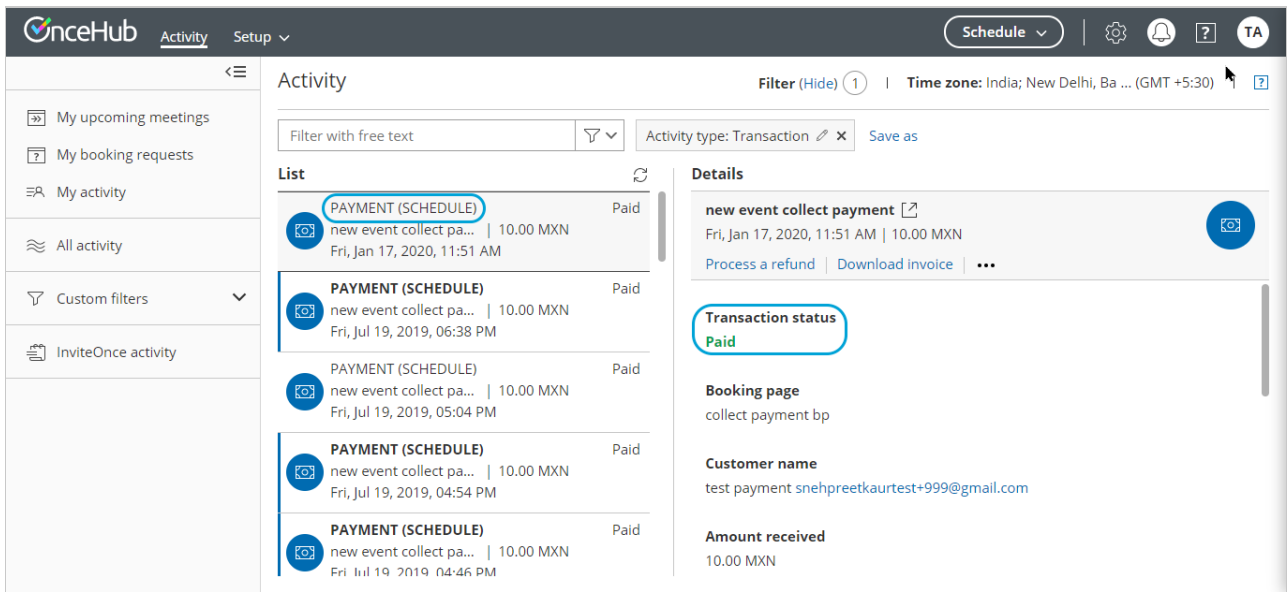 OnceHub Activity Setup Schedule ? TA
Activity Filter (Hide) 1 | Time zone: India; New Delhi, Ba ... (GMT +5:30) | ?
My upcoming meetings
My booking requests
My activity
All activity
Custom filters
InviteOnce activity
Filter with free text Activity type: Transaction × Save as
List
PAYMENT (SCHEDULE) Paid
new event collect pa... | 10.00 MXN
Fri, Jan 17, 2020, 11:51 AM
PAYMENT (SCHEDULE) Paid
new event collect pa... | 10.00 MXN
Fri, Jul 19, 2019, 06:38 PM
PAYMENT (SCHEDULE) Paid
new event collect pa... | 10.00 MXN
Fri, Jul 19, 2019, 05:04 PM
PAYMENT (SCHEDULE) Paid
new event collect pa... | 10.00 MXN
Fri, Jul 19, 2019, 04:54 PM
PAYMENT (SCHEDULE) Paid
new event collect pa... | 10.00 MXN
Fri, Jul 19, 2019, 04:46 PM
Details
new event collect payment
Fri, Jan 17, 2020, 11:51 AM | 10.00 MXN
Process a refund | Download invoice | •••
Transaction status
Paid
Booking page
collect payment bp
Customer name
test payment snehpreetkaurtest+999@gmail.com
Amount received
10.00 MXN